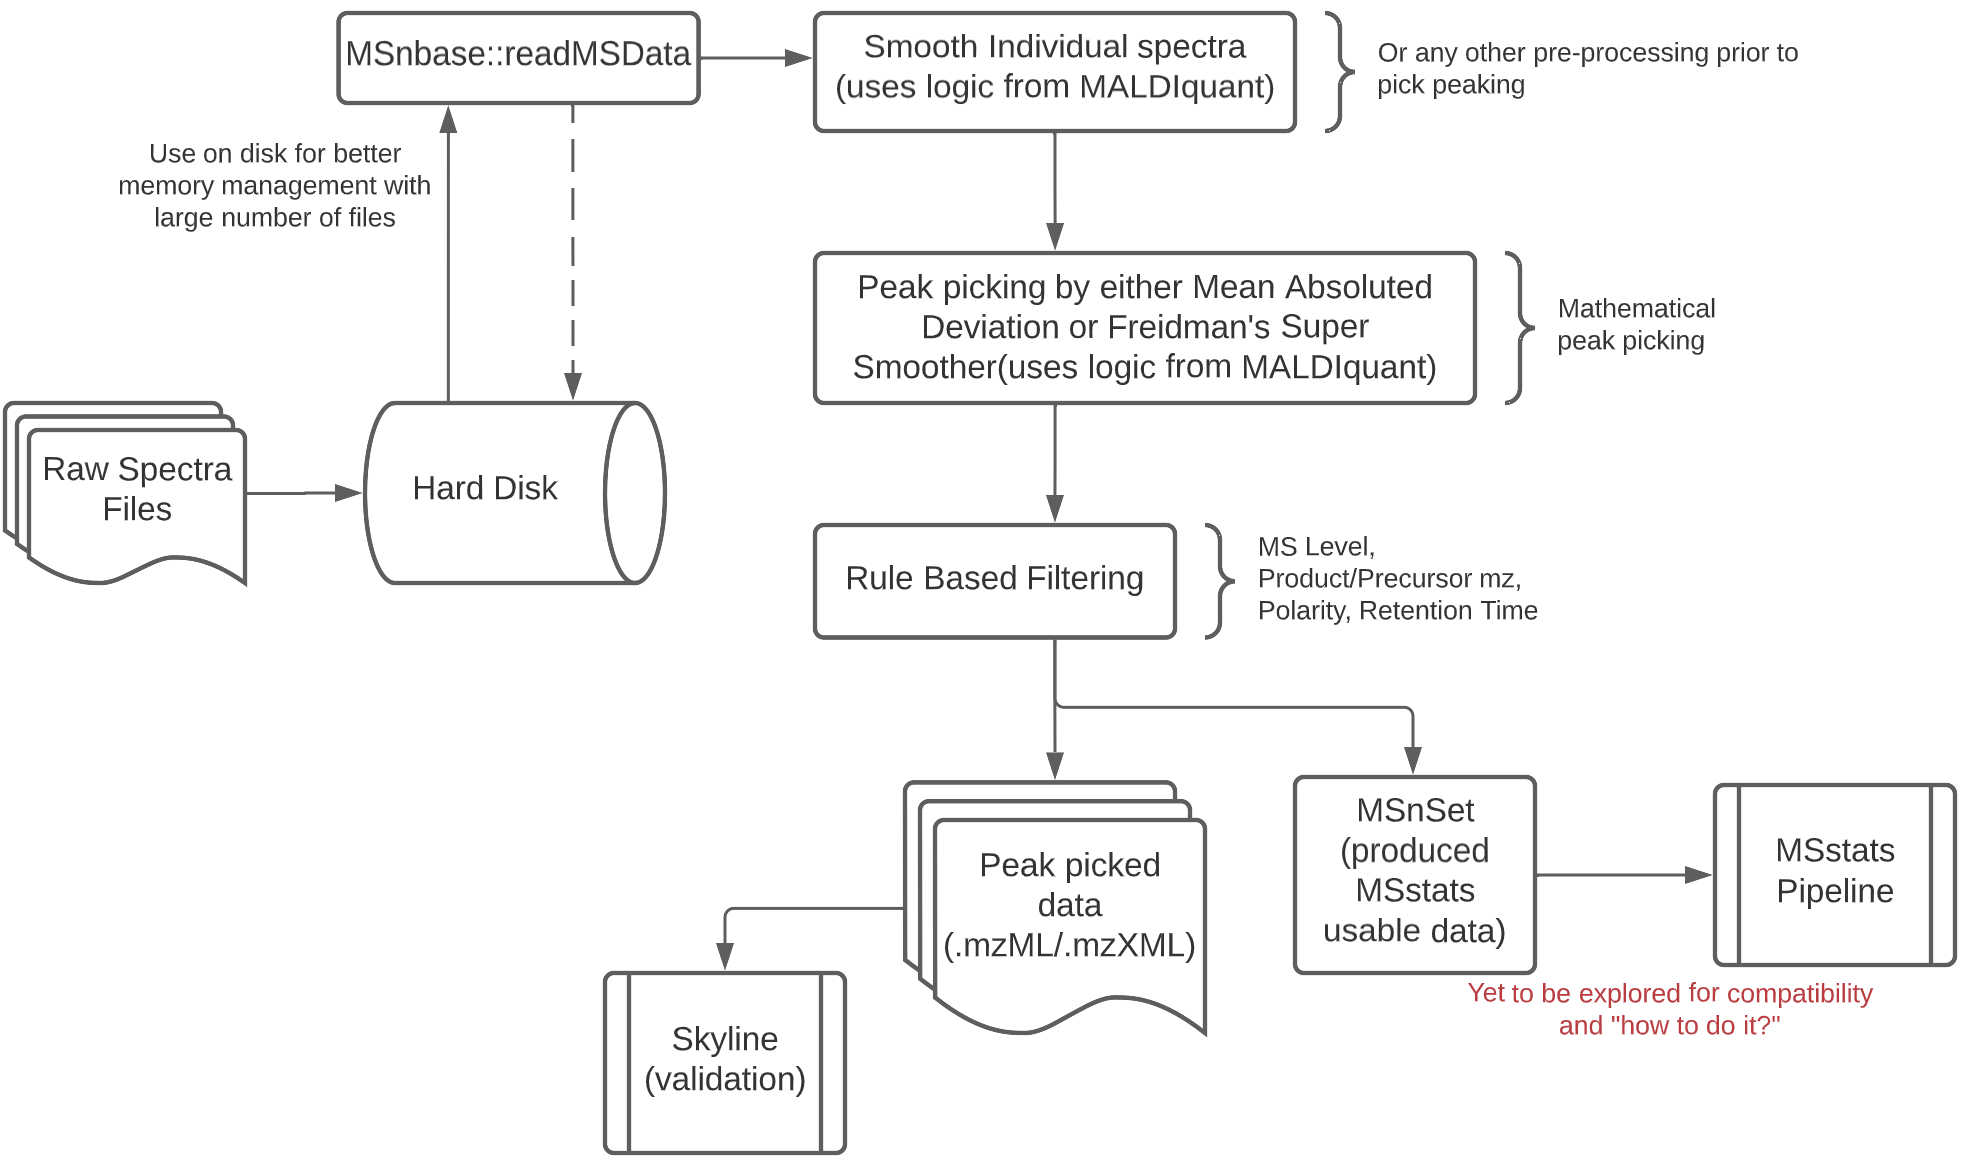 MSnbase::readMSData
Smooth Individual spectra
(uses logic from MALDIquant)
Or any other pre-processing prior to
pick peaking
Use on disk for better
memory management with
large number of files
Peak picking by either Mean Absoluted
Deviation or Freidman's Super
Smoother(uses logic from MALDIquant)
Mathematical
peak picking
Raw Spectra
Files
Hard Disk
Rule Based Filtering
MS Level,
Product/Precursor mz,
Polarity, Retention Time
Peak picked
data
(.mzML/.mzXML)
MSnSet
(produced
MSstats
usable data)
MSstats
Pipeline
Yet to be explored for compatibility
and "how to do it?"
Skyline
(validation)